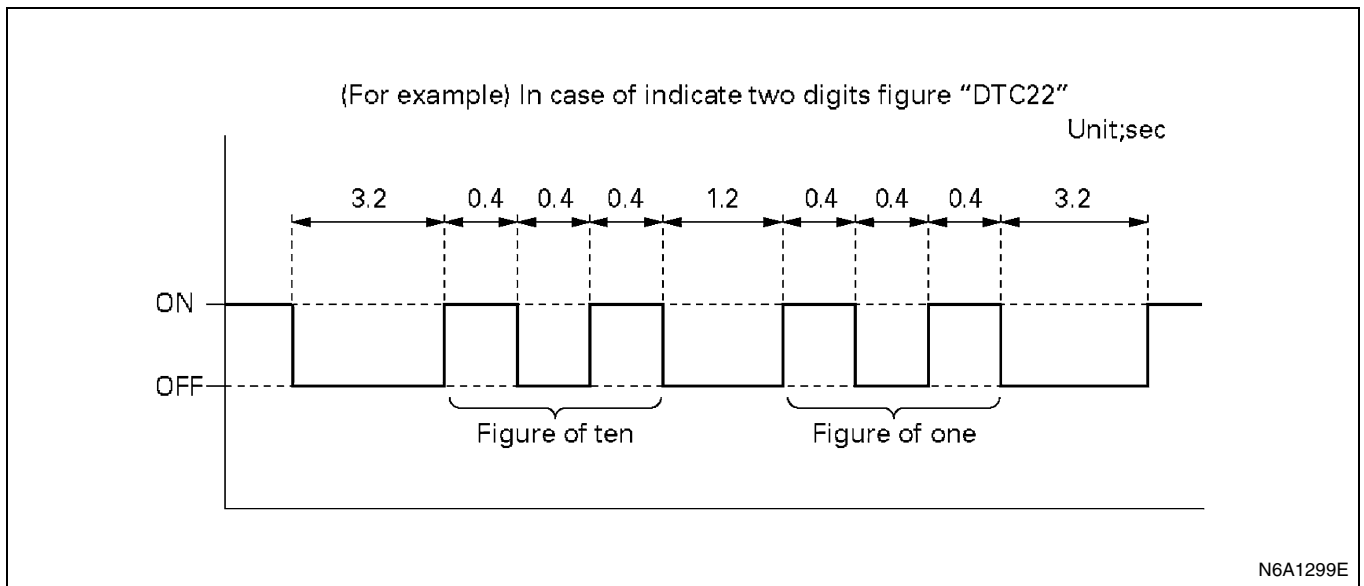 (For example) In case of indicate two digits figure “DTC22”
Unit;sec
3.2 0.4 0.4 0.4 1.2 0.4 0.4 0.4 3.2
ON
OFF
Figure of ten Figure of one
N6A1299E